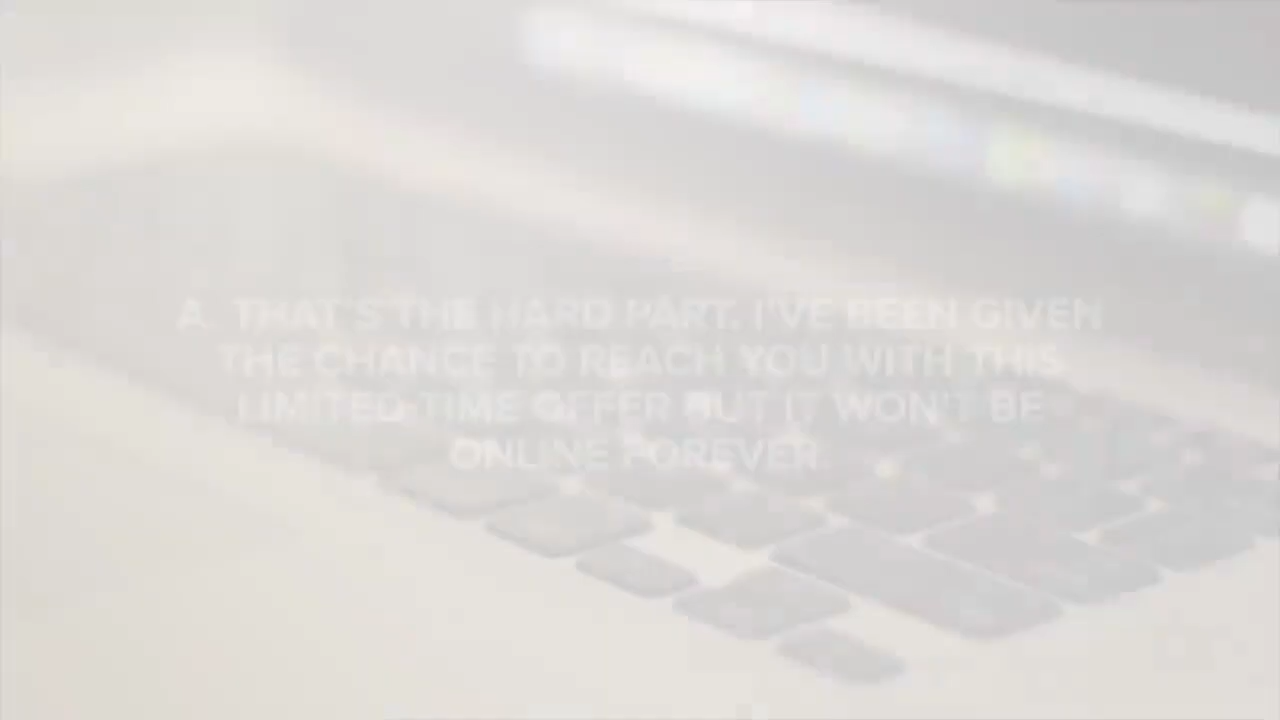 A. THAT'S THE HARD PART. I'VE BEEN GIVEN
THE CHANCE TO REACH YOU WITH THIS
LIMITED-TIME OFFER BUT IT WON'T BE
ONLINE FOREVER